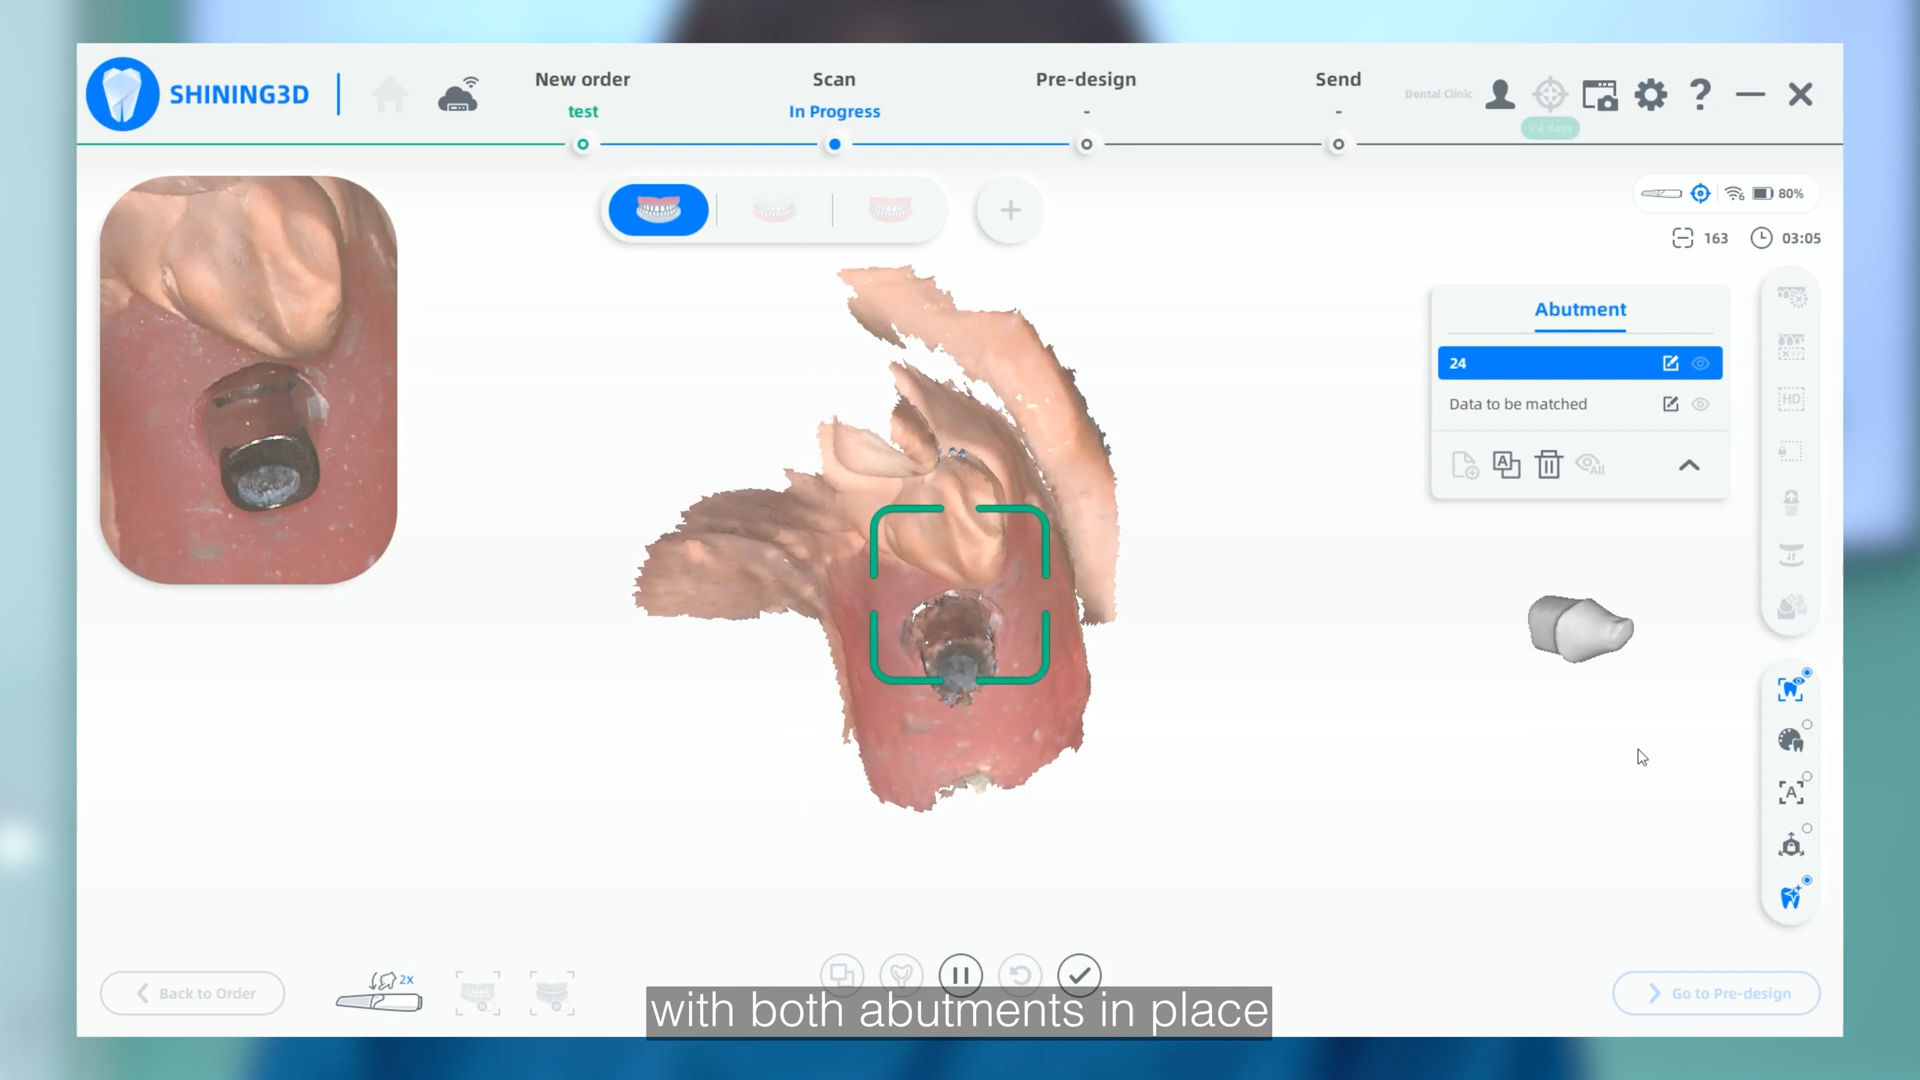 SHINING3D
New order
test
Scan
In Progress
Pre-design
-
Send
-
Dental Clinic
80%
163
03:05
Abutment
24
Data to be matched
A
All
HD
A
Back to Order
2X
Go to Pre-design
with both abutments in place